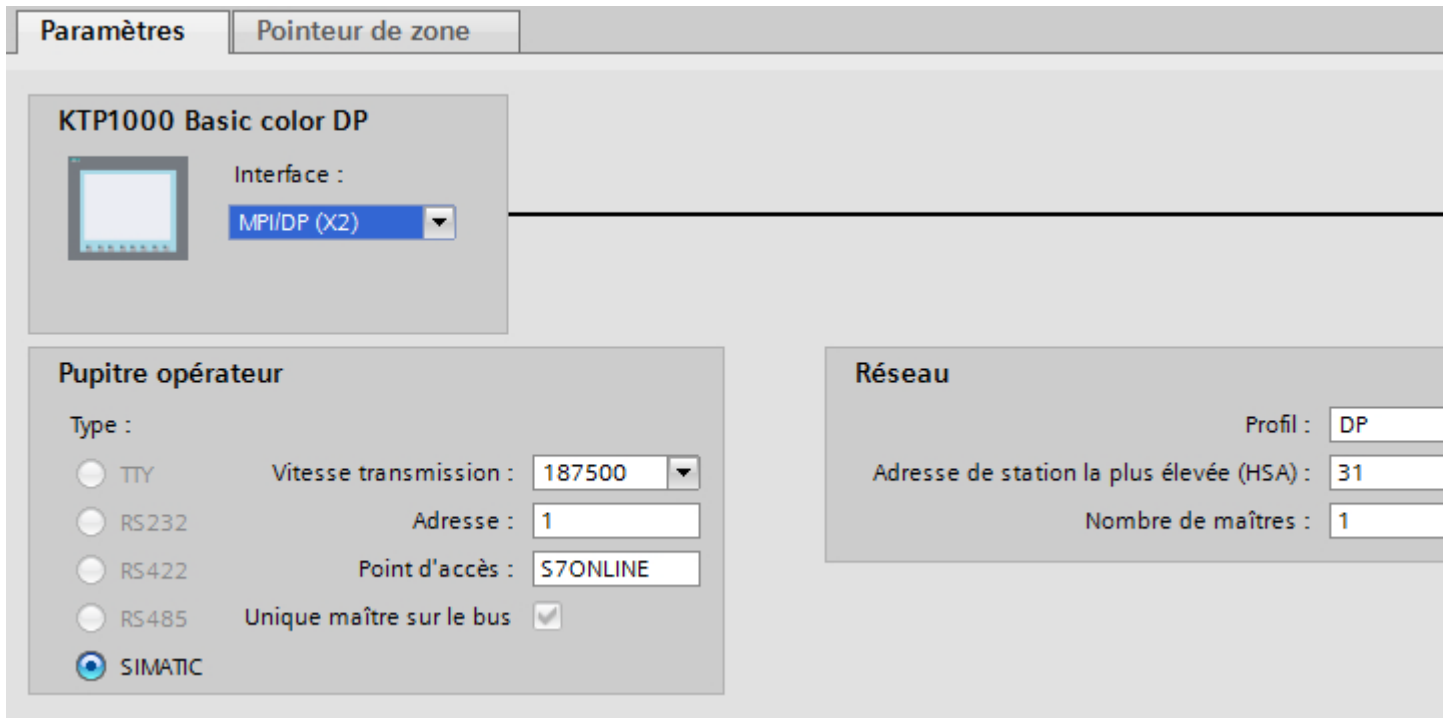 Paramètres
Pointeur de zone
KTP1000 Basic color DP
Interface :
MPI/DP (X2)
Pupitre opérateur
Type :
TTY
RS232
RS422
RS485
SIMATIC
Vitesse transmission : 187500
Adresse : 1
Point d'accès : S7ONLINE
Unique maître sur le bus
Réseau
Profil : DP
Adresse de station la plus élevée (HSA) : 31
Nombre de maîtres : 1